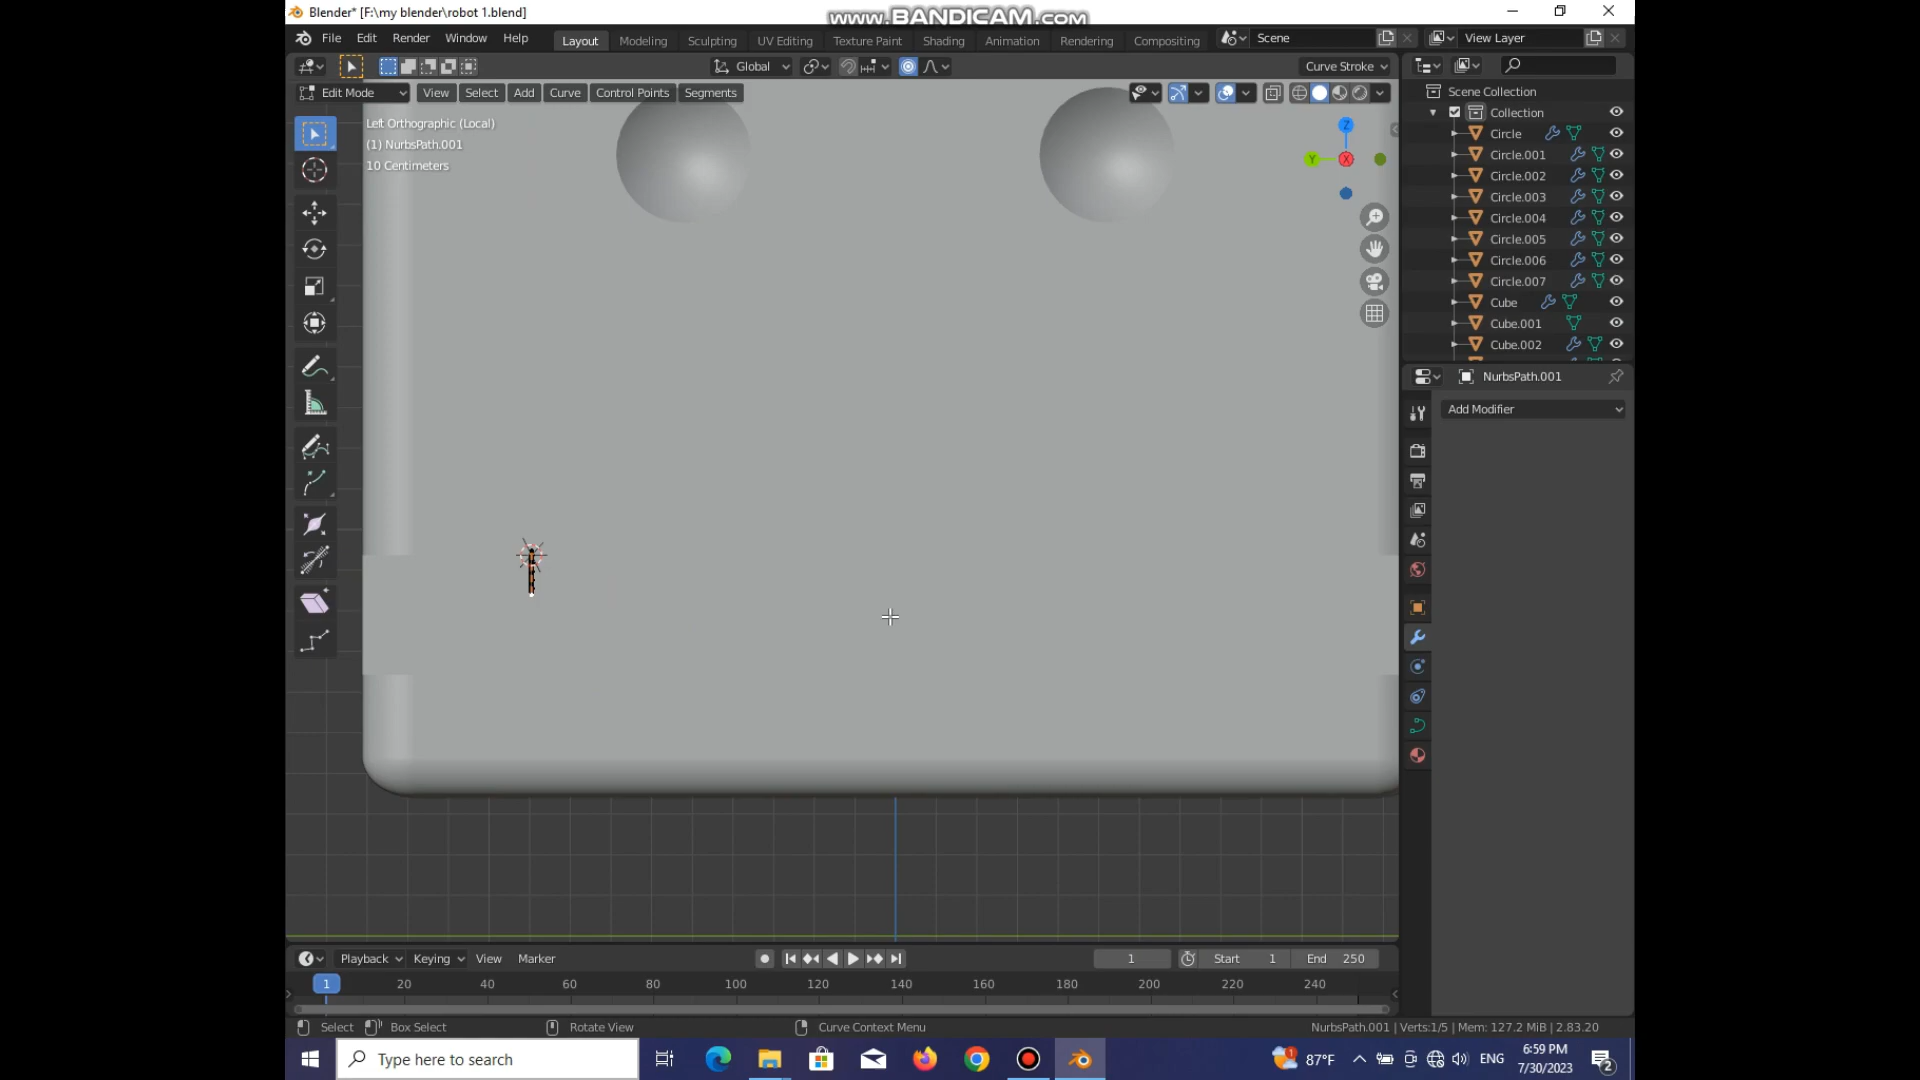 Blender* [F:\my blender\robot 1.blend]
www.BANDICAM.com
File Edit Render Window Help
Layout Modeling Sculpting UV Editing Texture Paint Shading Animation Rendering Compositing
Scene
View Layer
Global
Curve Stroke
Edit Mode View Select Add Curve Control Points Segments
Left Orthographic (Local)
(1) NurbsPath.001
10 Centimeters
Z
Y
X
Scene Collection
Collection
Circle
Circle.001
Circle.002
Circle.003
Circle.004
Circle.005
Circle.006
Circle.007
Cube
Cube.001
Cube.002
NurbsPath.001
Add Modifier
Playback Keying View Marker
1
Start 1
End 250
1 20 40 60 80 100 120 140 160 180 200 220 240
Select Box Select Rotate View Curve Context Menu
NurbsPath.001 | Verts:1/5 | Mem: 127.2 MiB | 2.83.20
Type here to search
1
87°F
ENG
6:59 PM
7/30/2023
2